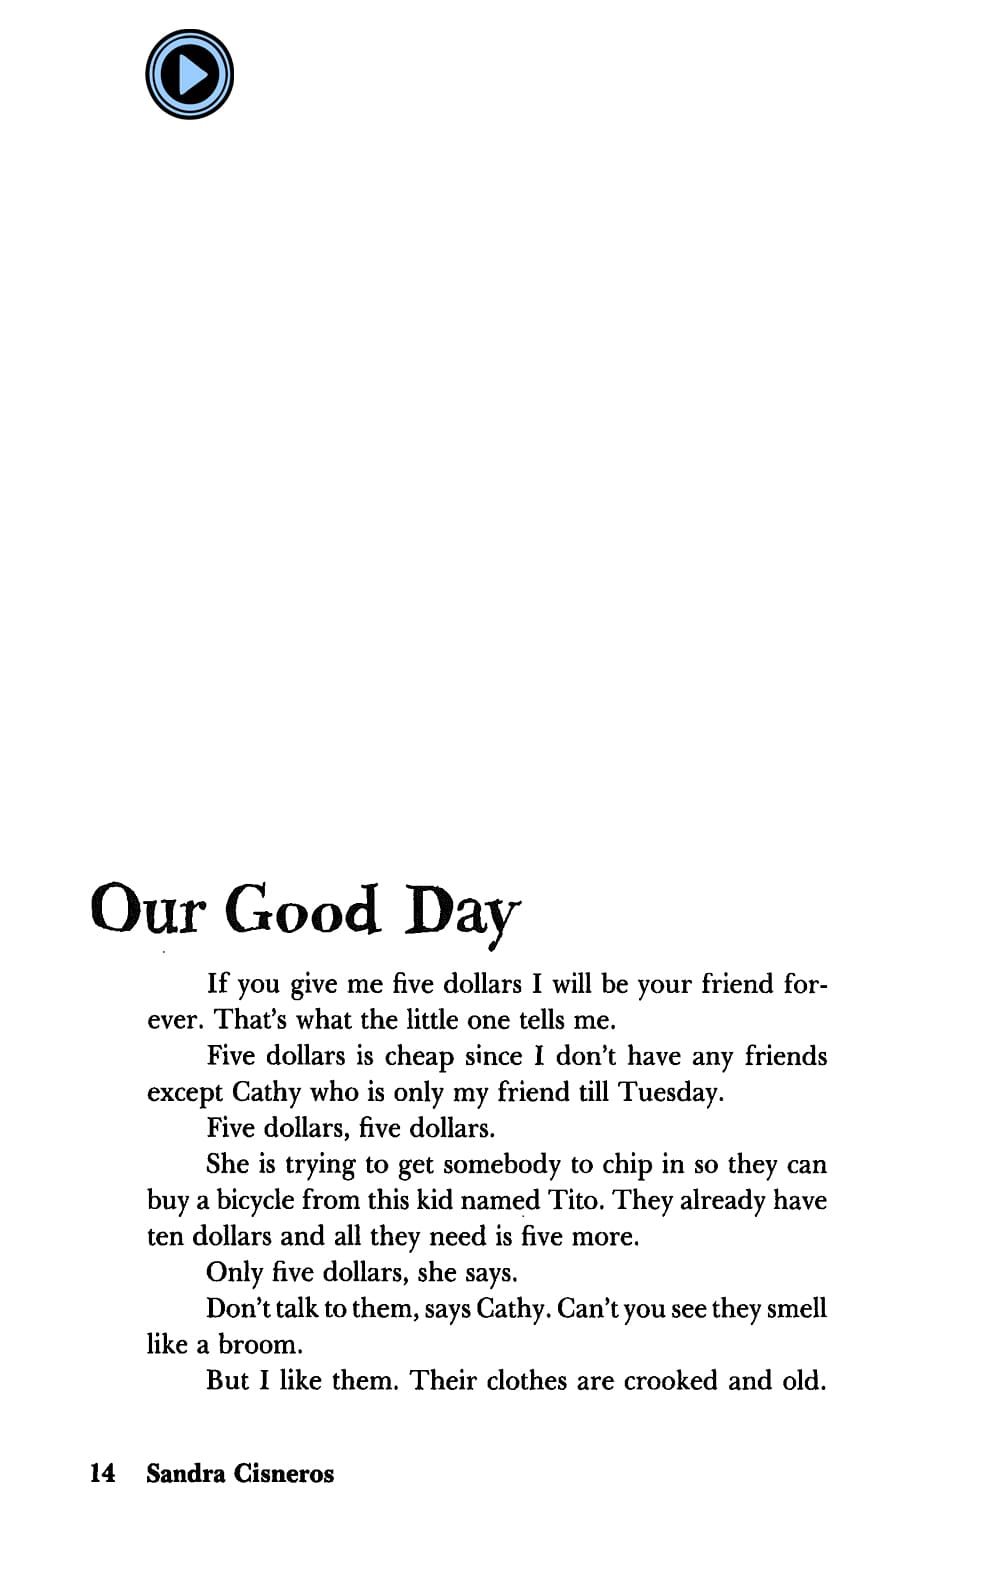 Our Good Day
If you give me five dollars I will be your friend for-
ever. That's what the little one tells me.
Five dollars is cheap since I don't have any friends
except Cathy who is only my friend till Tuesday.
Five dollars, five dollars.
She is trying to get somebody to chip in so they can
buy a bicycle from this kid named Tito. They already have
ten dollars and all they need is five more.
Only five dollars, she says.
Don't talk to them, says Cathy. Can't you see they smell
like a broom.
But I like them. Their clothes are crooked and old.
14 Sandra Cisneros